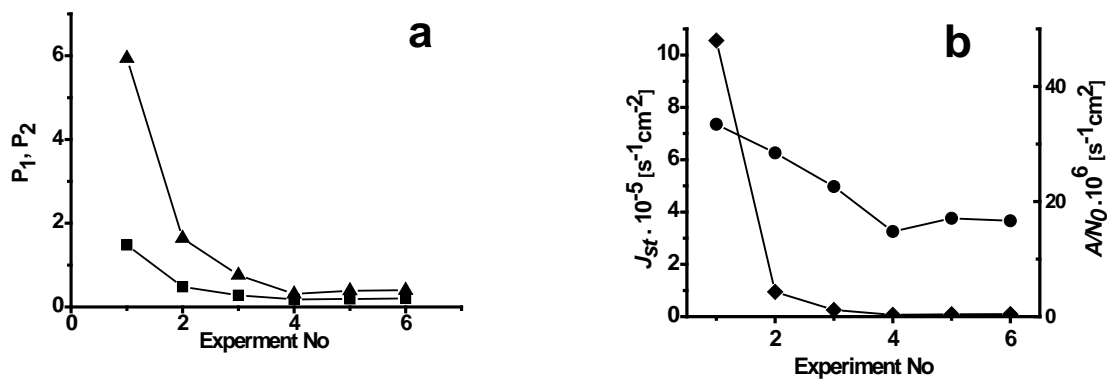 a
6
4
2
0
P₁, P₂
0 2 4 6
Experment No
b
10
8
6
4
2
0
J_st · 10⁻⁵ [s⁻¹cm⁻²]
40
20
0
A/N₀ · 10⁶ [s⁻¹cm²]
2 4 6
Experiment No